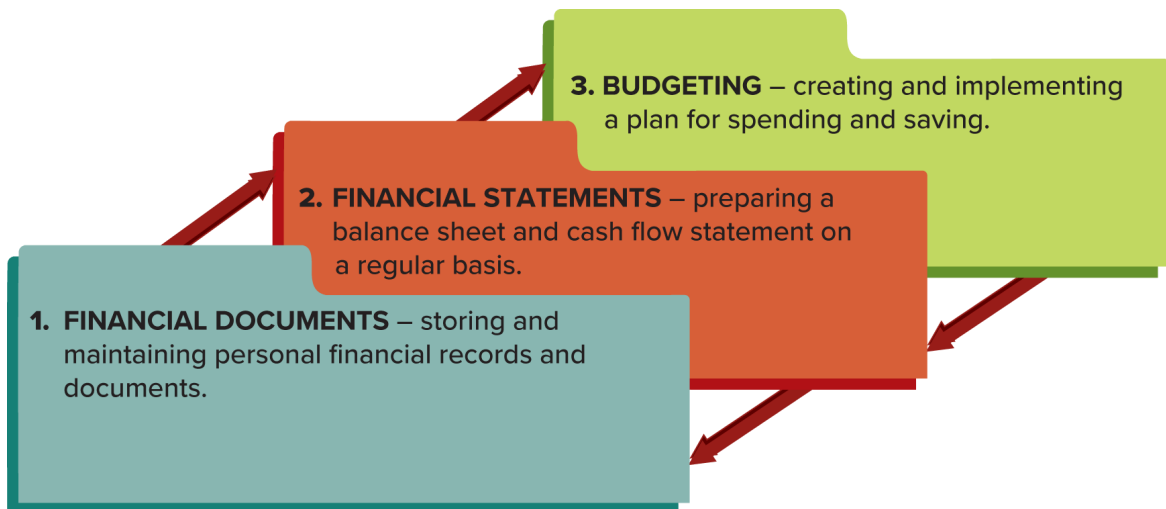 3. BUDGETING – creating and implementing
a plan for spending and saving.
2. FINANCIAL STATEMENTS – preparing a
balance sheet and cash flow statement on
a regular basis.
1. FINANCIAL DOCUMENTS – storing and
maintaining personal financial records and
documents.